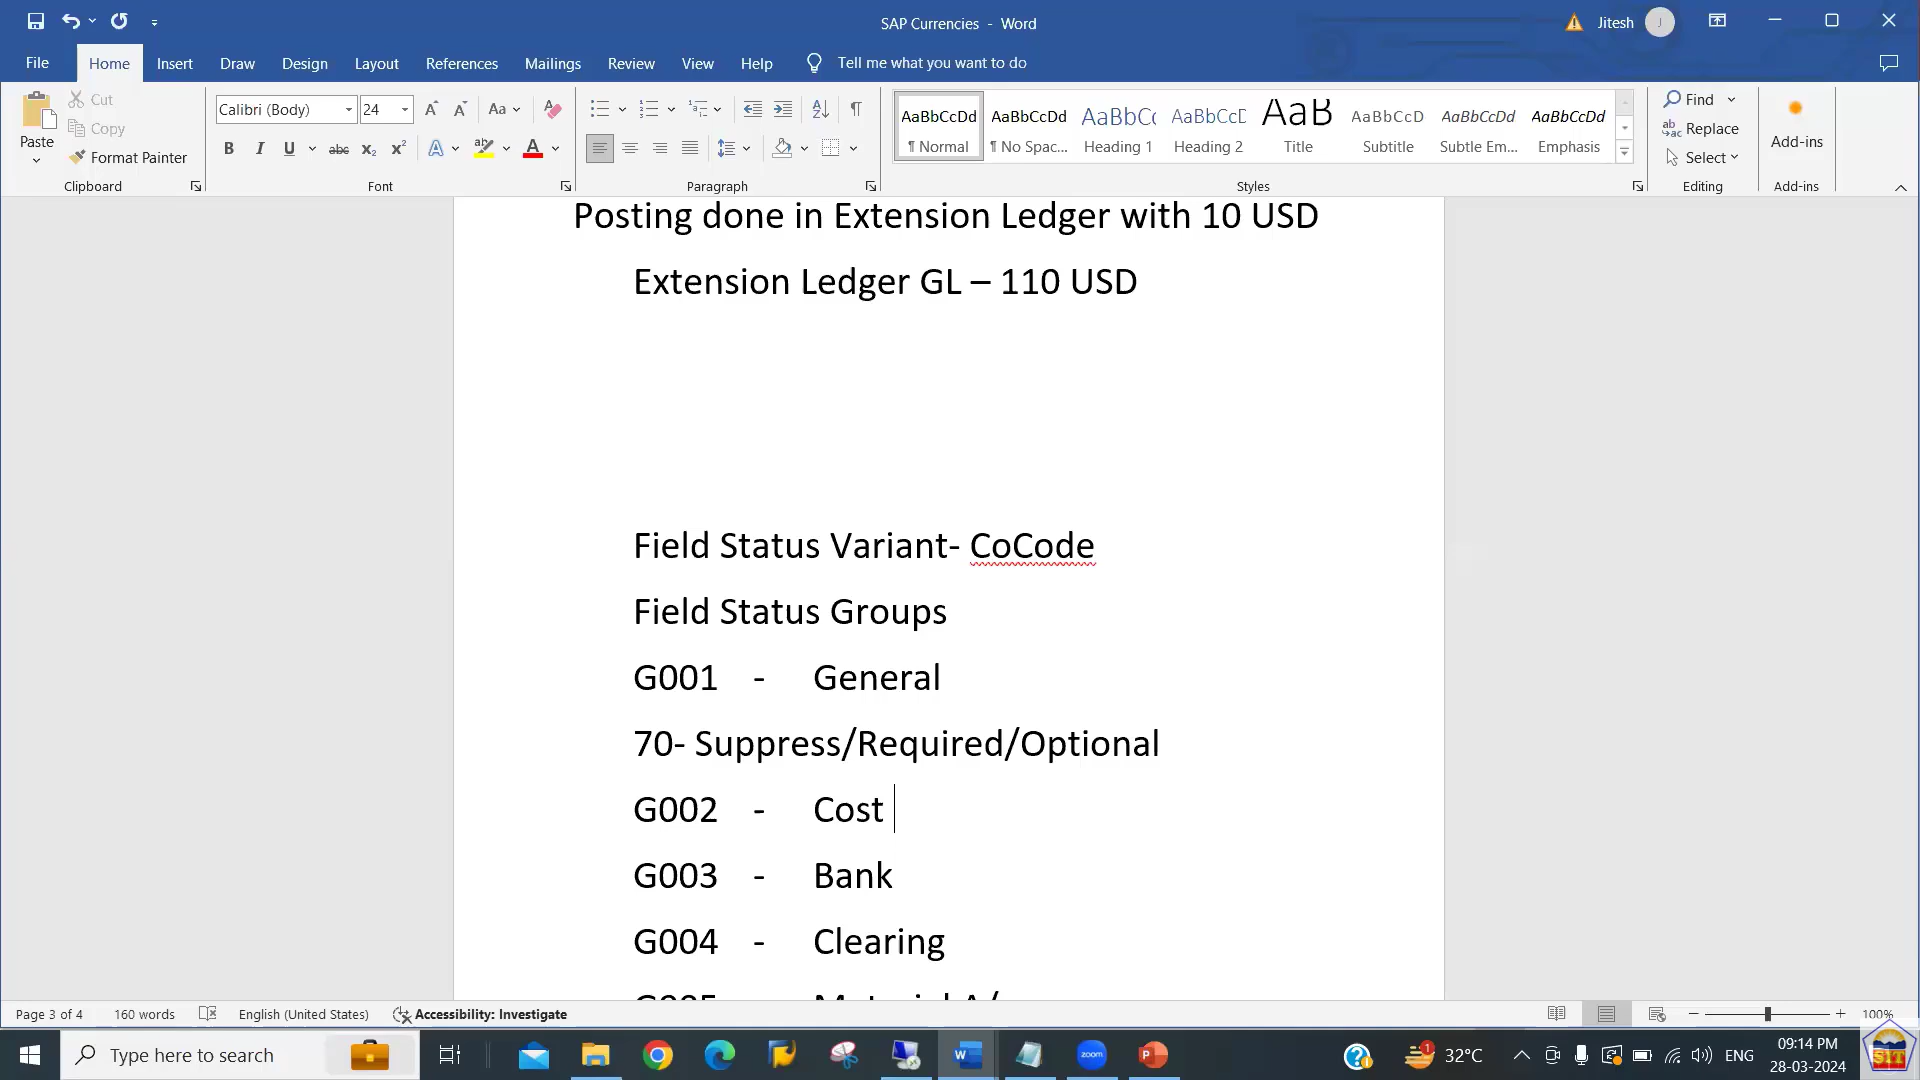 SAP Currencies - Word
Jitesh
J
File
Home
Insert
Draw
Design
Layout
References
Mailings
Review
View
Help
Tell me what you want to do
Paste
Cut
Copy
Format Painter
Clipboard
Calibri (Body)
24
Font
Paragraph
AaBbCcDd
¶ Normal
AaBbCcDd
¶ No Spac...
AaBbCc
Heading 1
AaBbCcD
Heading 2
AaB
Title
AaBbCcD
Subtitle
AaBbCcDd
Subtle Em...
AaBbCcDd
Emphasis
Styles
Find
Replace
Select
Editing
Add-ins
Add-ins
Posting done in Extension Ledger with 10 USD
Extension Ledger GL – 110 USD
Field Status Variant- CoCode
Field Status Groups
G001 - General
70- Suppress/Required/Optional
G002 - Cost
G003 - Bank
G004 - Clearing
G005 - Material A/
Page 3 of 4
160 words
English (United States)
Accessibility: Investigate
100%
Type here to search
zoom
1
32°C
ENG
09:14 PM
28-03-2024
SIT